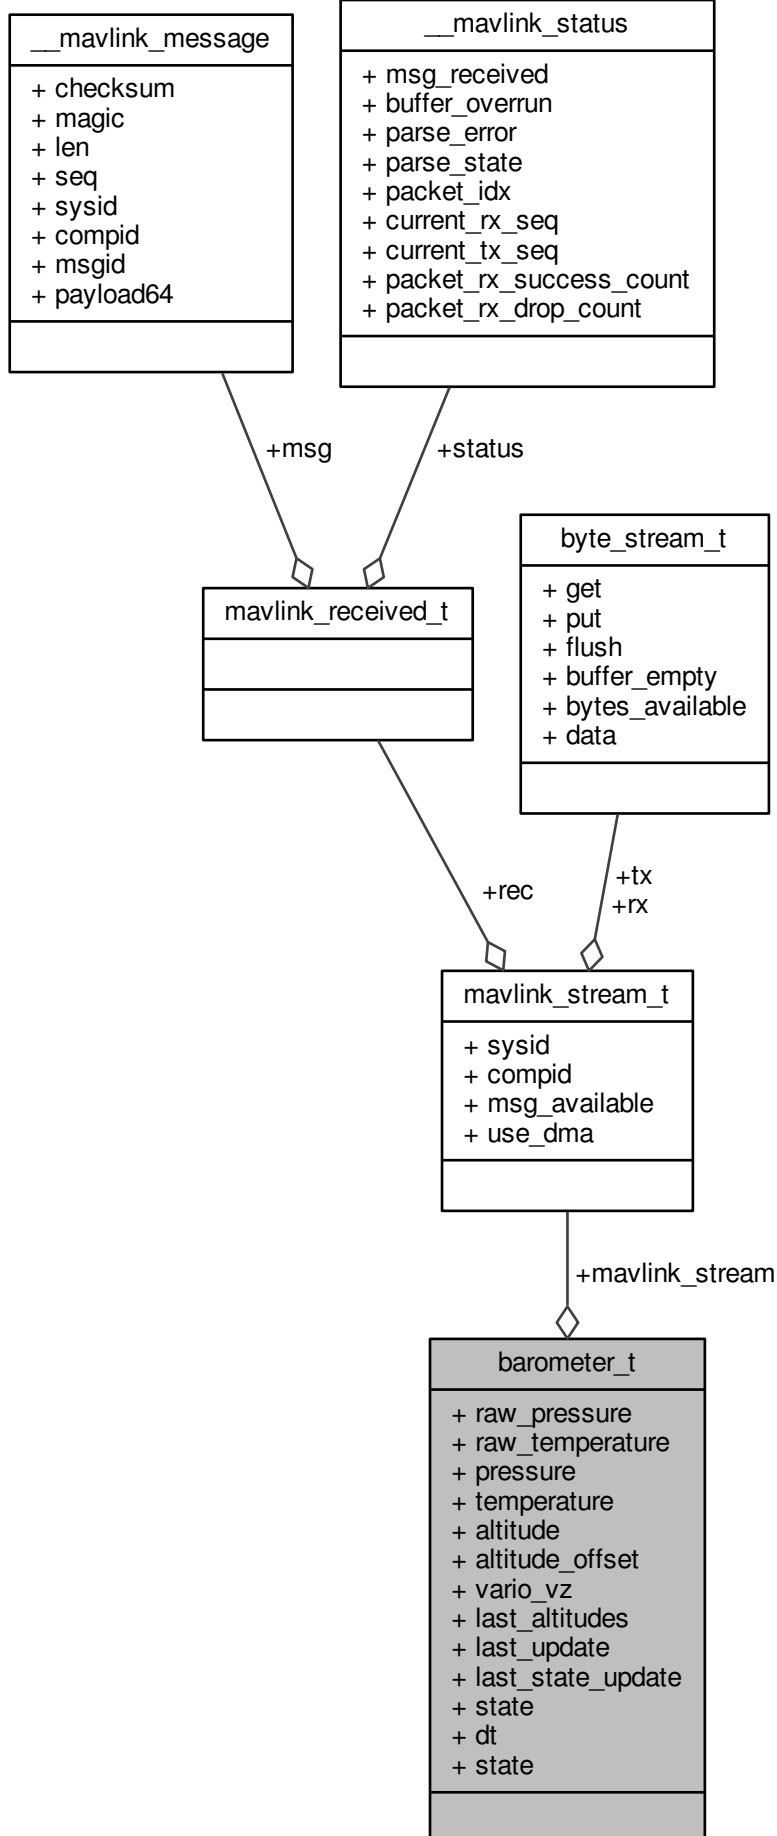 __mavlink_message
+ checksum
+ magic
+ len
+ seq
+ sysid
+ compid
+ msgid
+ payload64
__mavlink_status
+ msg_received
+ buffer_overrun
+ parse_error
+ parse_state
+ packet_idx
+ current_rx_seq
+ current_tx_seq
+ packet_rx_success_count
+ packet_rx_drop_count
+msg
+status
mavlink_received_t
byte_stream_t
+ get
+ put
+ flush
+ buffer_empty
+ bytes_available
+ data
+rec
+tx
+rx
mavlink_stream_t
+ sysid
+ compid
+ msg_available
+ use_dma
+mavlink_stream
barometer_t
+ raw_pressure
+ raw_temperature
+ pressure
+ temperature
+ altitude
+ altitude_offset
+ vario_vz
+ last_altitudes
+ last_update
+ last_state_update
+ state
+ dt
+ state